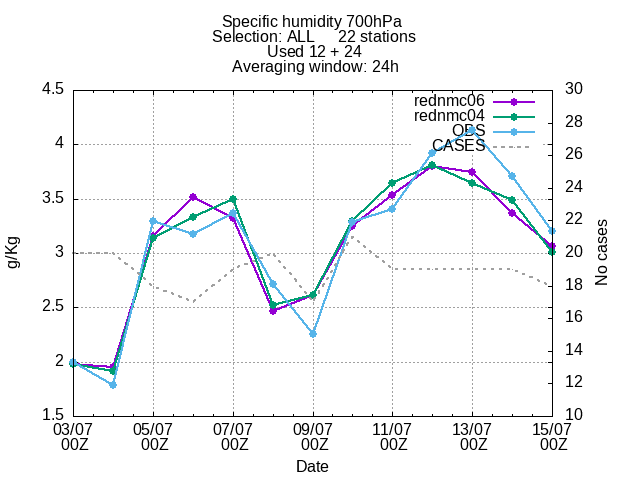 Specific humidity 700hPa
Selection: ALL 22 stations
Used 12 + 24
Averaging window: 24h
4.5 30
rednmc06
rednmc04
OBS
CASES
28
4 26
24
3.5
22
3 20
18
2.5
16
14
2
12
1.5 10
g/Kg
No cases
03/07 05/07 07/07 09/07 11/07 13/07 15/07
00Z 00Z 00Z 00Z 00Z 00Z 00Z
Date